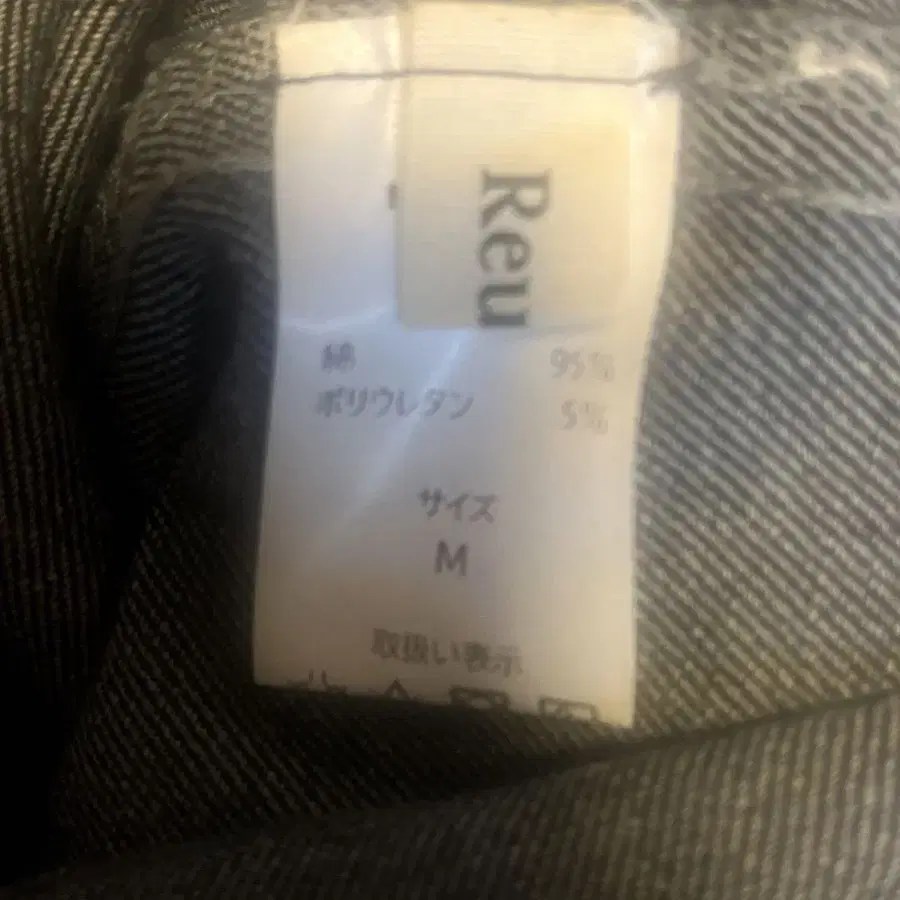 Reu
綿 95%
ポリウレタン 5%
サイズ
M
取扱い表示